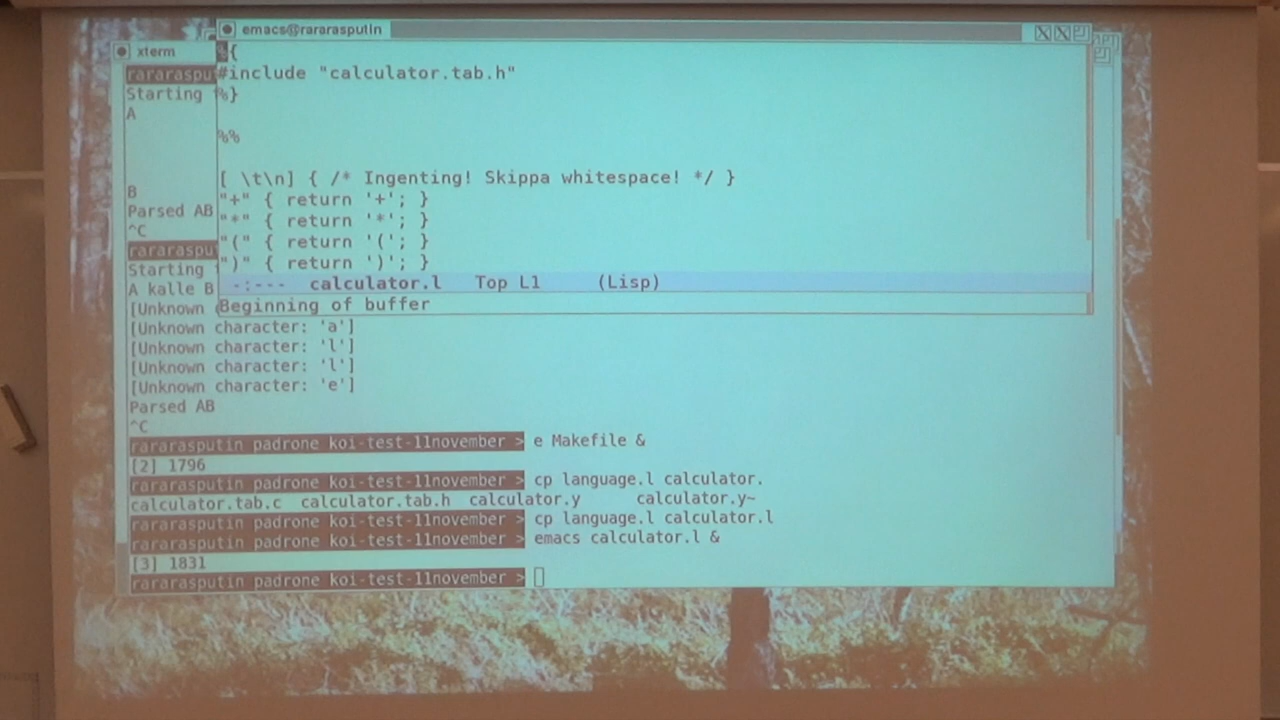 emacs@rararasputin
%{
#include "calculator.tab.h"
%}
%%
[ \t\n] { /* Ingenting! Skippa whitespace! */ }
"+" { return '+'; }
"*" { return '*'; }
"(" { return '('; }
")" { return ')'; }
-:--- calculator.l Top L1 (Lisp)
Beginning of buffer
xterm
rararaspu
Starting
A
B
Parsed AB
^C
rararaspu
Starting
A kalle B
[Unknown
[Unknown character: 'a']
[Unknown character: 'l']
[Unknown character: 'l']
[Unknown character: 'e']
Parsed AB
^C
rararasputin padrone koi-test-11november > e Makefile &
[2] 1796
rararasputin padrone koi-test-11november > cp language.l calculator.
calculator.tab.c calculator.tab.h calculator.y calculator.y~
rararasputin padrone koi-test-11november > cp language.l calculator.l
rararasputin padrone koi-test-11november > emacs calculator.l &
[3] 1831
rararasputin padrone koi-test-11november >